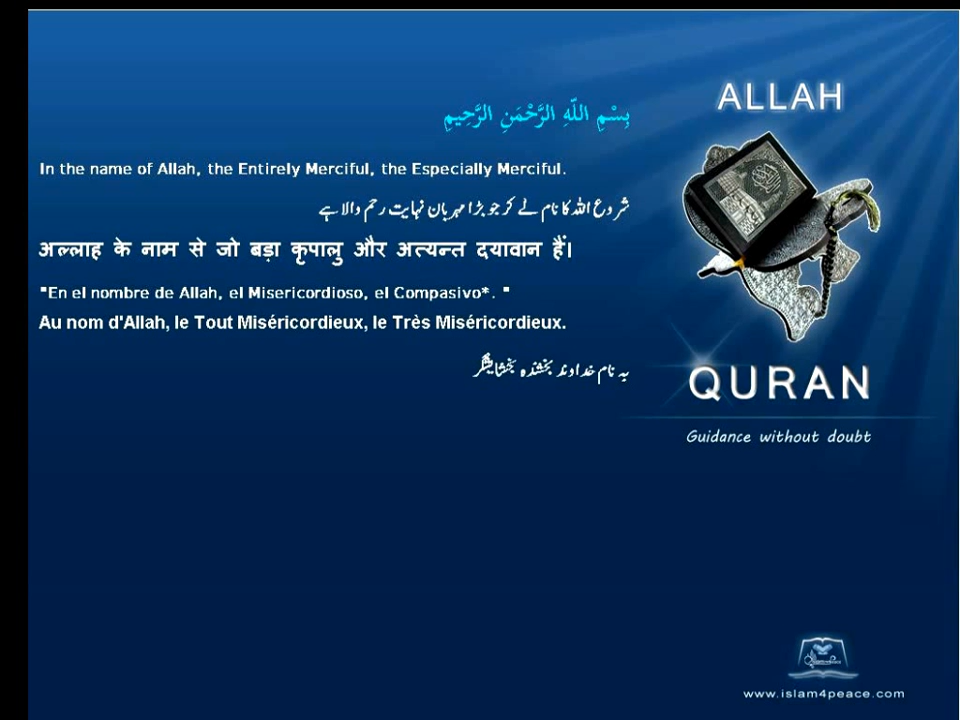 بِسْمِ اللّهِ الرَّحْمَنِ الرَّحِيمِ
In the name of Allah, the Entirely Merciful, the Especially Merciful.
شروع الله کا نام لے کر جو بڑا مہربان نہایت رحم والا ہے
अल्लाह के नाम से जो बड़ा कृपालु और अत्यन्त दयावान हैं।
"En el nombre de Allah, el Misericordioso, el Compasivo*. "
Au nom d'Allah, le Tout Miséricordieux, le Très Miséricordieux.
به نام خداوند بخشنده بخشایشگر
ALLAH
QURAN
Guidance without doubt
www.islam4peace.com